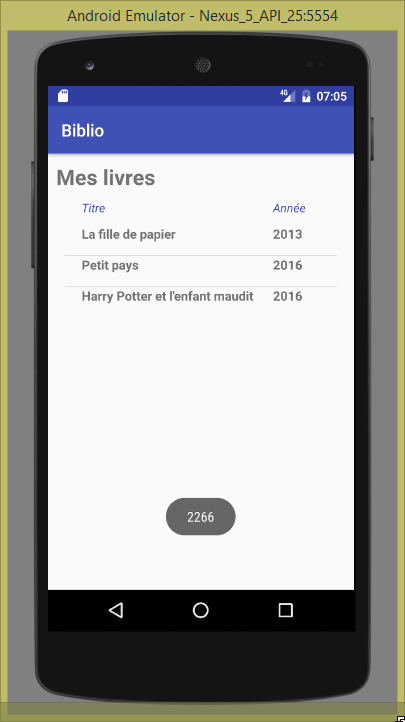 Android Emulator - Nexus_5_API_25:5554
4G 07:05
Biblio
Mes livres
Titre Année
La fille de papier 2013
Petit pays 2016
Harry Potter et l'enfant maudit 2016
2266